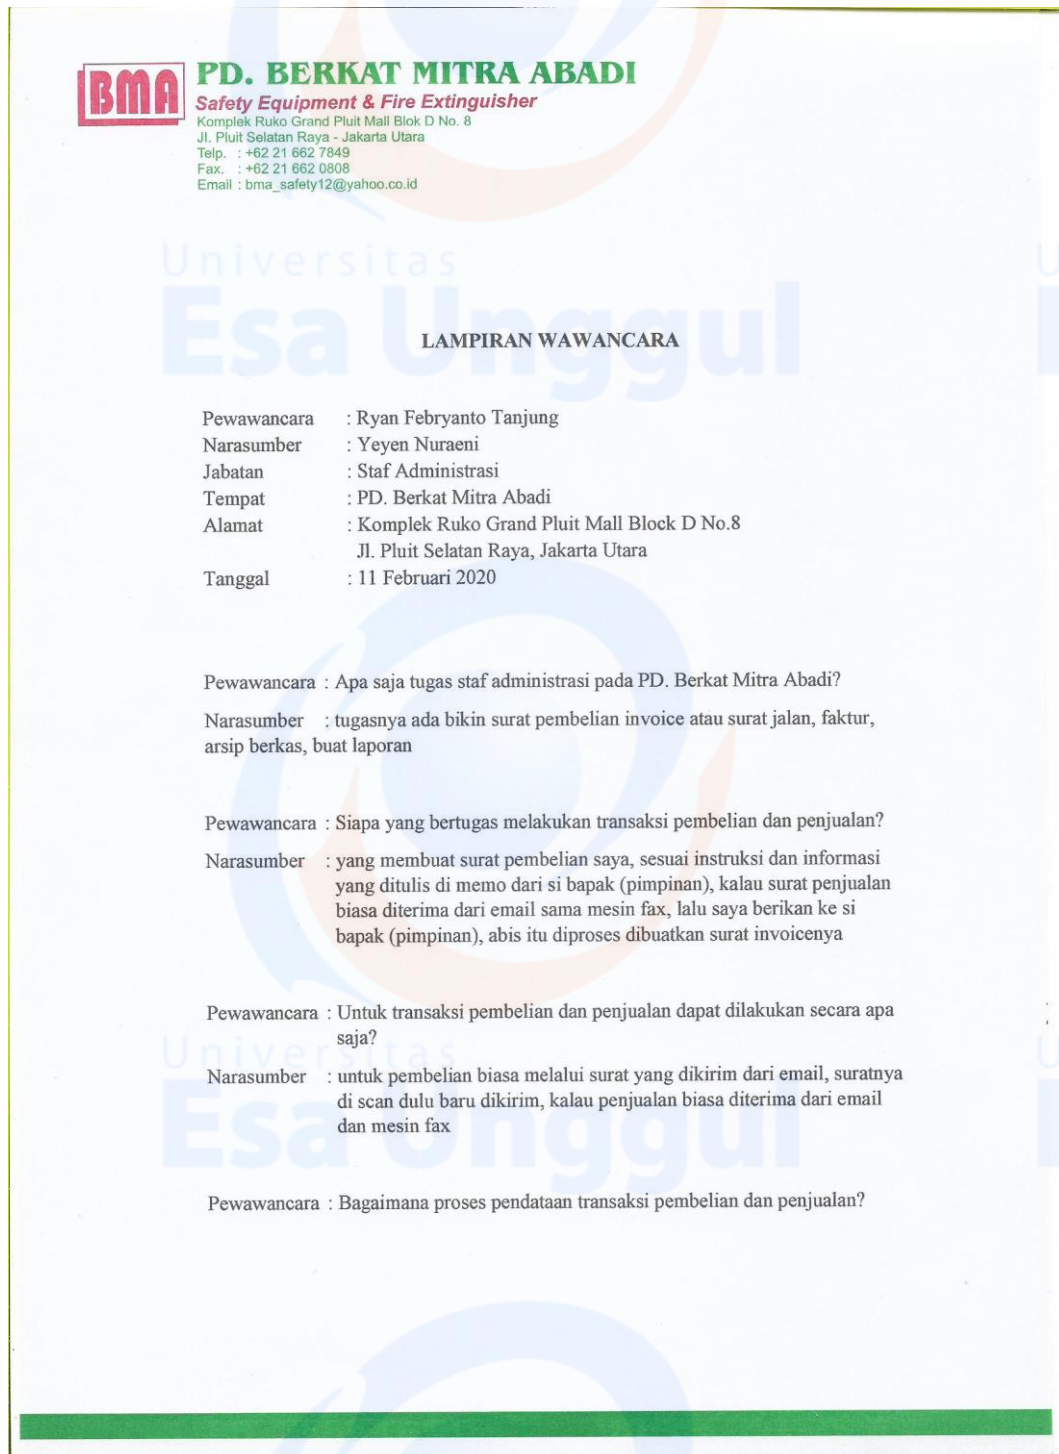 BMA
PD. BERKAT MITRA ABADI
Safety Equipment & Fire Extinguisher
Komplek Ruko Grand Pluit Mall Blok D No. 8
Jl. Pluit Selatan Raya - Jakarta Utara
Telp. : +62 21 662 7849
Fax. : +62 21 662 0808
Email : bma_safety12@yahoo.co.id
Universitas
Esa Unggul
LAMPIRAN WAWANCARA
Pewawancara : Ryan Febryanto Tanjung
Narasumber : Yeyen Nuraeni
Jabatan : Staf Administrasi
Tempat : PD. Berkat Mitra Abadi
Alamat : Komplek Ruko Grand Pluit Mall Block D No.8
Jl. Pluit Selatan Raya, Jakarta Utara
Tanggal : 11 Februari 2020
Pewawancara : Apa saja tugas staf administrasi pada PD. Berkat Mitra Abadi?
Narasumber : tugasnya ada bikin surat pembelian invoice atau surat jalan, faktur,
arsip berkas, buat laporan
Pewawancara : Siapa yang bertugas melakukan transaksi pembelian dan penjualan?
Narasumber : yang membuat surat pembelian saya, sesuai instruksi dan informasi
yang ditulis di memo dari si bapak (pimpinan), kalau surat penjualan
biasa diterima dari email sama mesin fax, lalu saya berikan ke si
bapak (pimpinan), abis itu diproses dibuatkan surat invoicenya
Pewawancara : Untuk transaksi pembelian dan penjualan dapat dilakukan secara apa
saja?
Universitas
Esa Unggul
Narasumber : untuk pembelian biasa melalui surat yang dikirim dari email, suratnya
di scan dulu baru dikirim, kalau penjualan biasa diterima dari email
dan mesin fax
Pewawancara : Bagaimana proses pendataan transaksi pembelian dan penjualan?